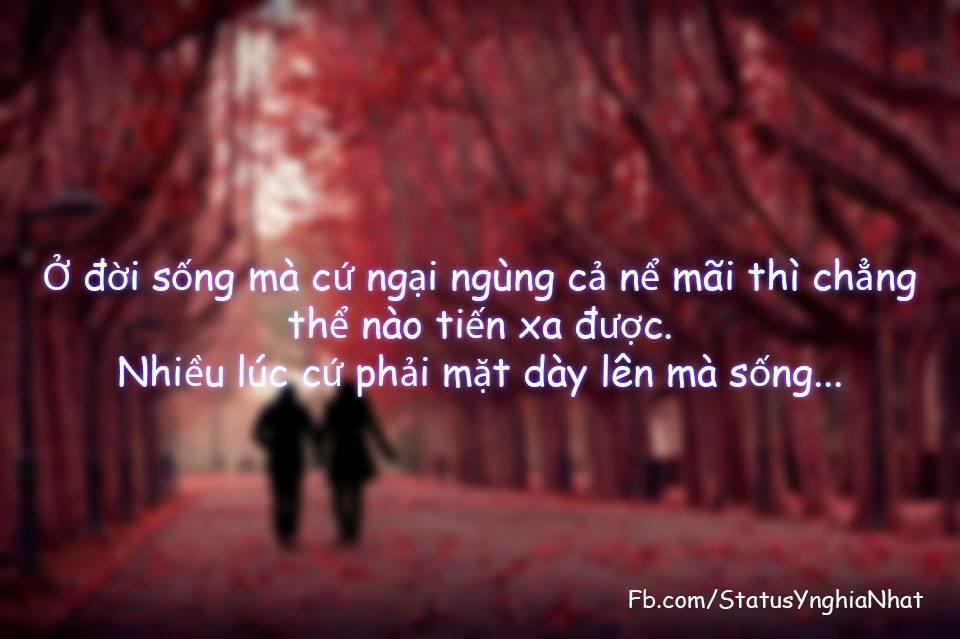 Ở đời sống mà cứ ngại ngùng cả nể mãi thì chẳng
thể nào tiến xa được.
Nhiều lúc cứ phải mặt dày lên mà sống...
Fb.com/StatusYnghiaNhat